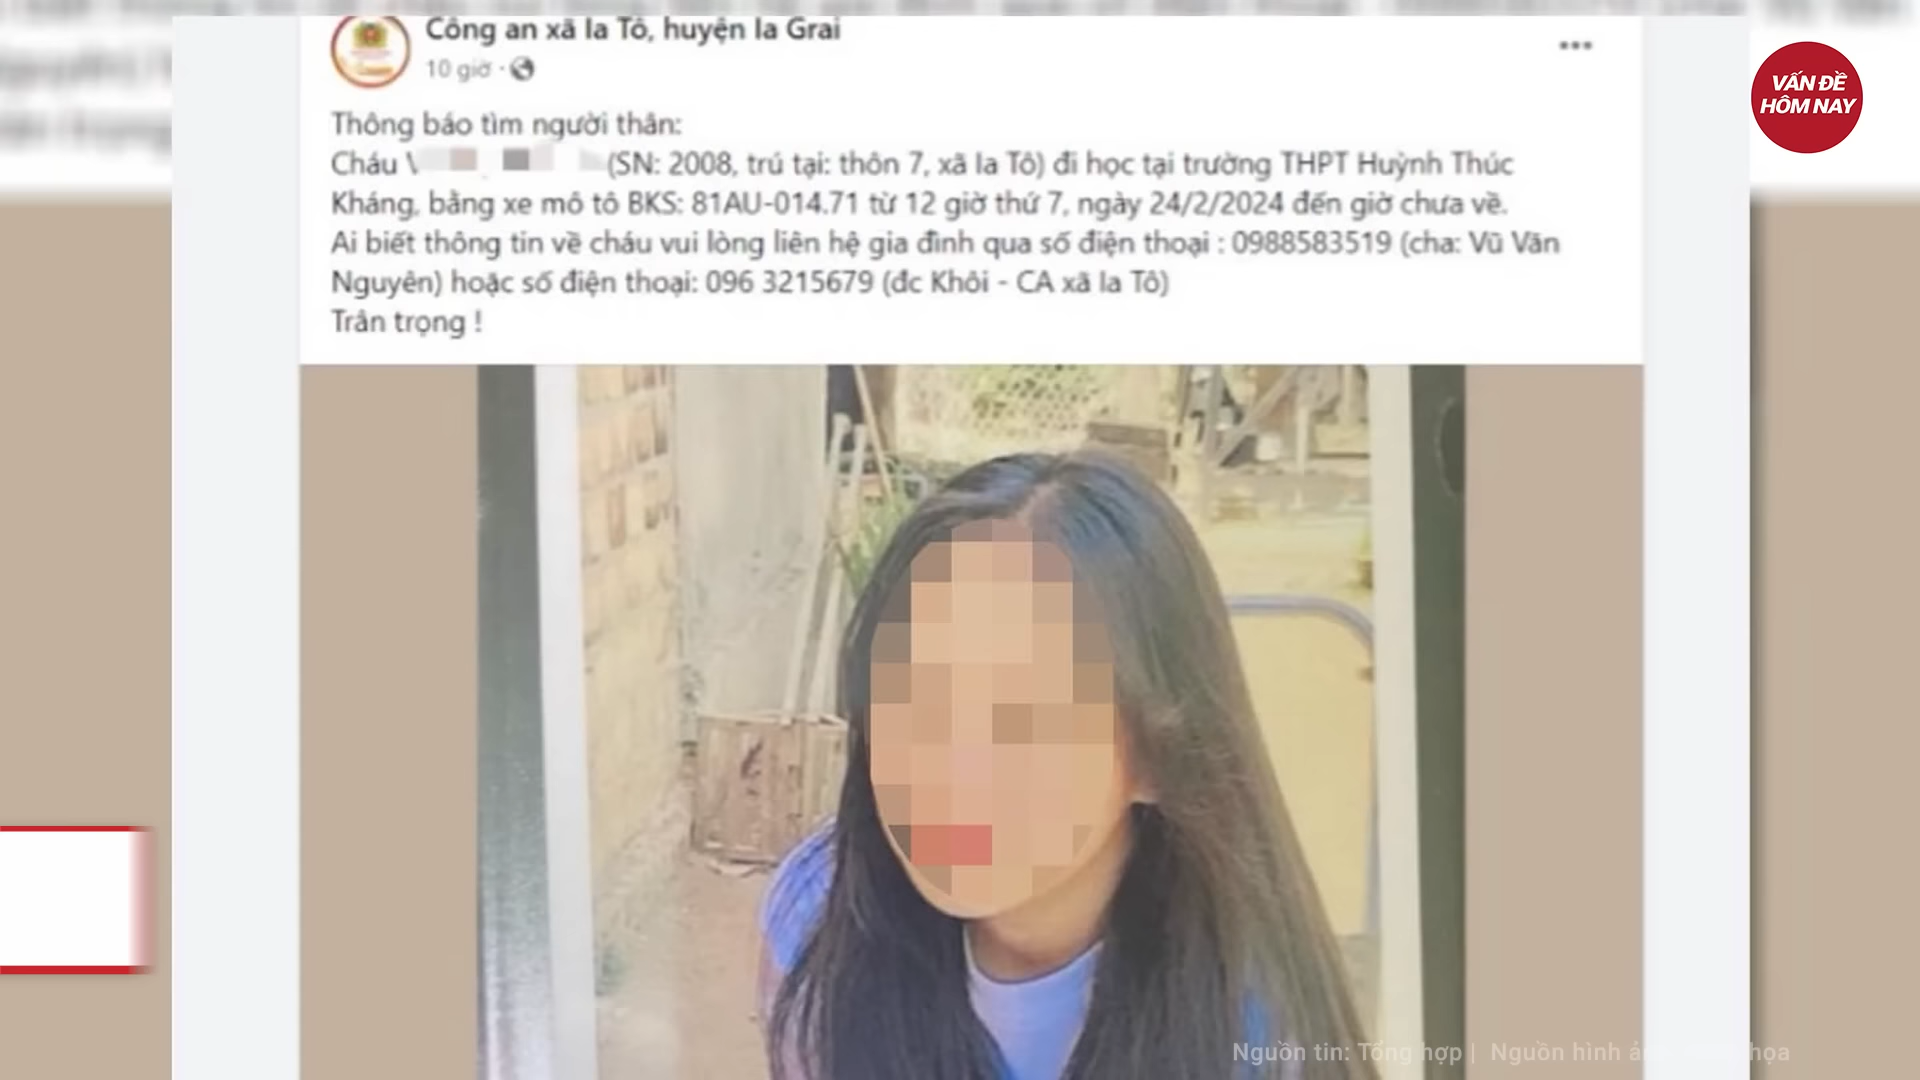 Công an xã Ia Tô, huyện Ia Grai
10 giờ ·
VẤN ĐỀ
HÔM NAY
Thông báo tìm người thân:
Cháu V (SN: 2008, trú tại: thôn 7, xã Ia Tô) đi học tại trường THPT Huỳnh Thúc
Kháng, bằng xe mô tô BKS: 81AU-014.71 từ 12 giờ thứ 7, ngày 24/2/2024 đến giờ chưa về.
Ai biết thông tin về cháu vui lòng liên hệ gia đình qua số điện thoại : 0988583519 (cha: Vũ Văn
Nguyên) hoặc số điện thoại: 096 3215679 (đc Khôi - CA xã Ia Tô)
Trân trọng !
Nguồn tin: Tổng hợp | Nguồn hình